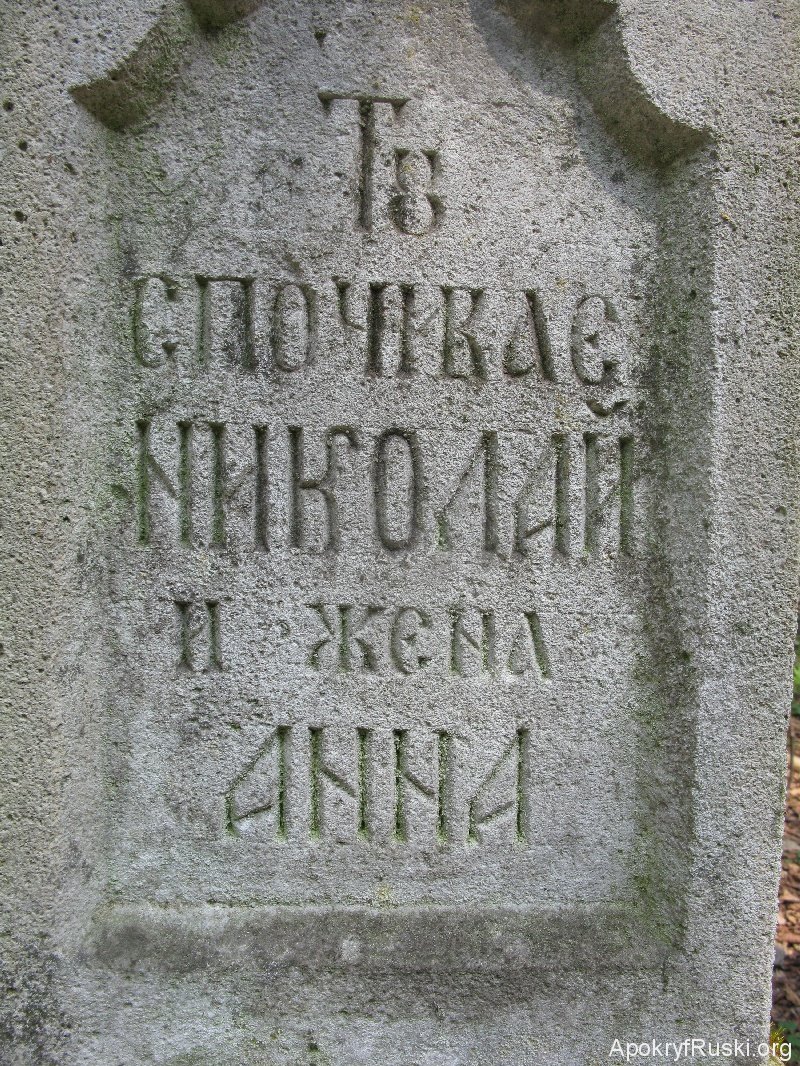 Тꙋ
СПОЧИВАЄ
НИКОЛАЙ
И ЖЕНА
АННА
ApokryfRuski.org